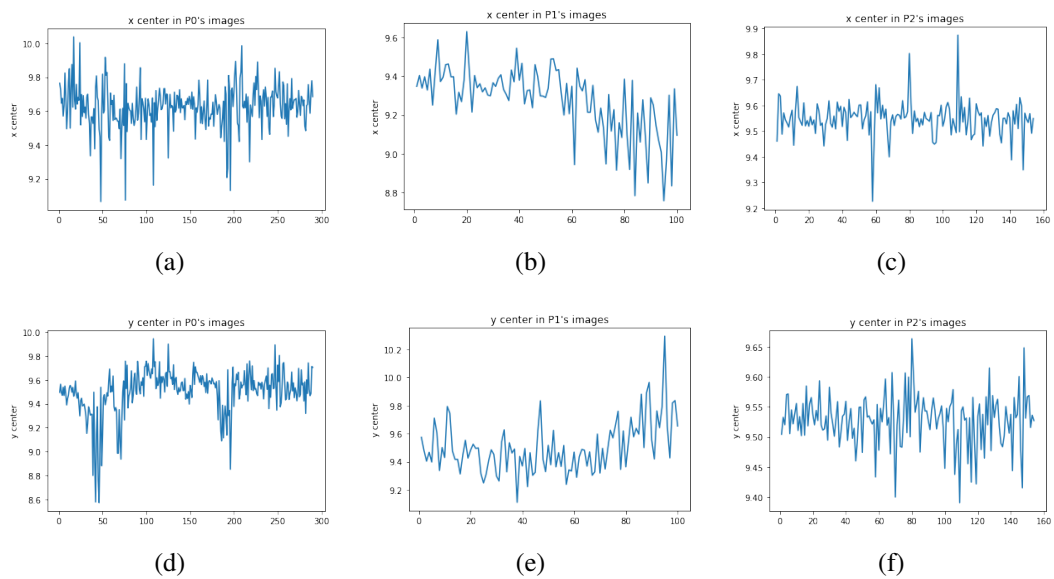 x center in P0's images
x center
10.0
9.8
9.6
9.4
9.2
0 50 100 150 200 250 300
(a)
x center in P1's images
x center
9.6
9.4
9.2
9.0
8.8
0 20 40 60 80 100
(b)
x center in P2's images
x center
9.9
9.8
9.7
9.6
9.5
9.4
9.3
9.2
0 20 40 60 80 100 120 140 160
(c)
y center in P0's images
y center
10.0
9.8
9.6
9.4
9.2
9.0
8.8
8.6
0 50 100 150 200 250 300
(d)
y center in P1's images
y center
10.2
10.0
9.8
9.6
9.4
9.2
0 20 40 60 80 100
(e)
y center in P2's images
y center
9.65
9.60
9.55
9.50
9.45
9.40
0 20 40 60 80 100 120 140 160
(f)